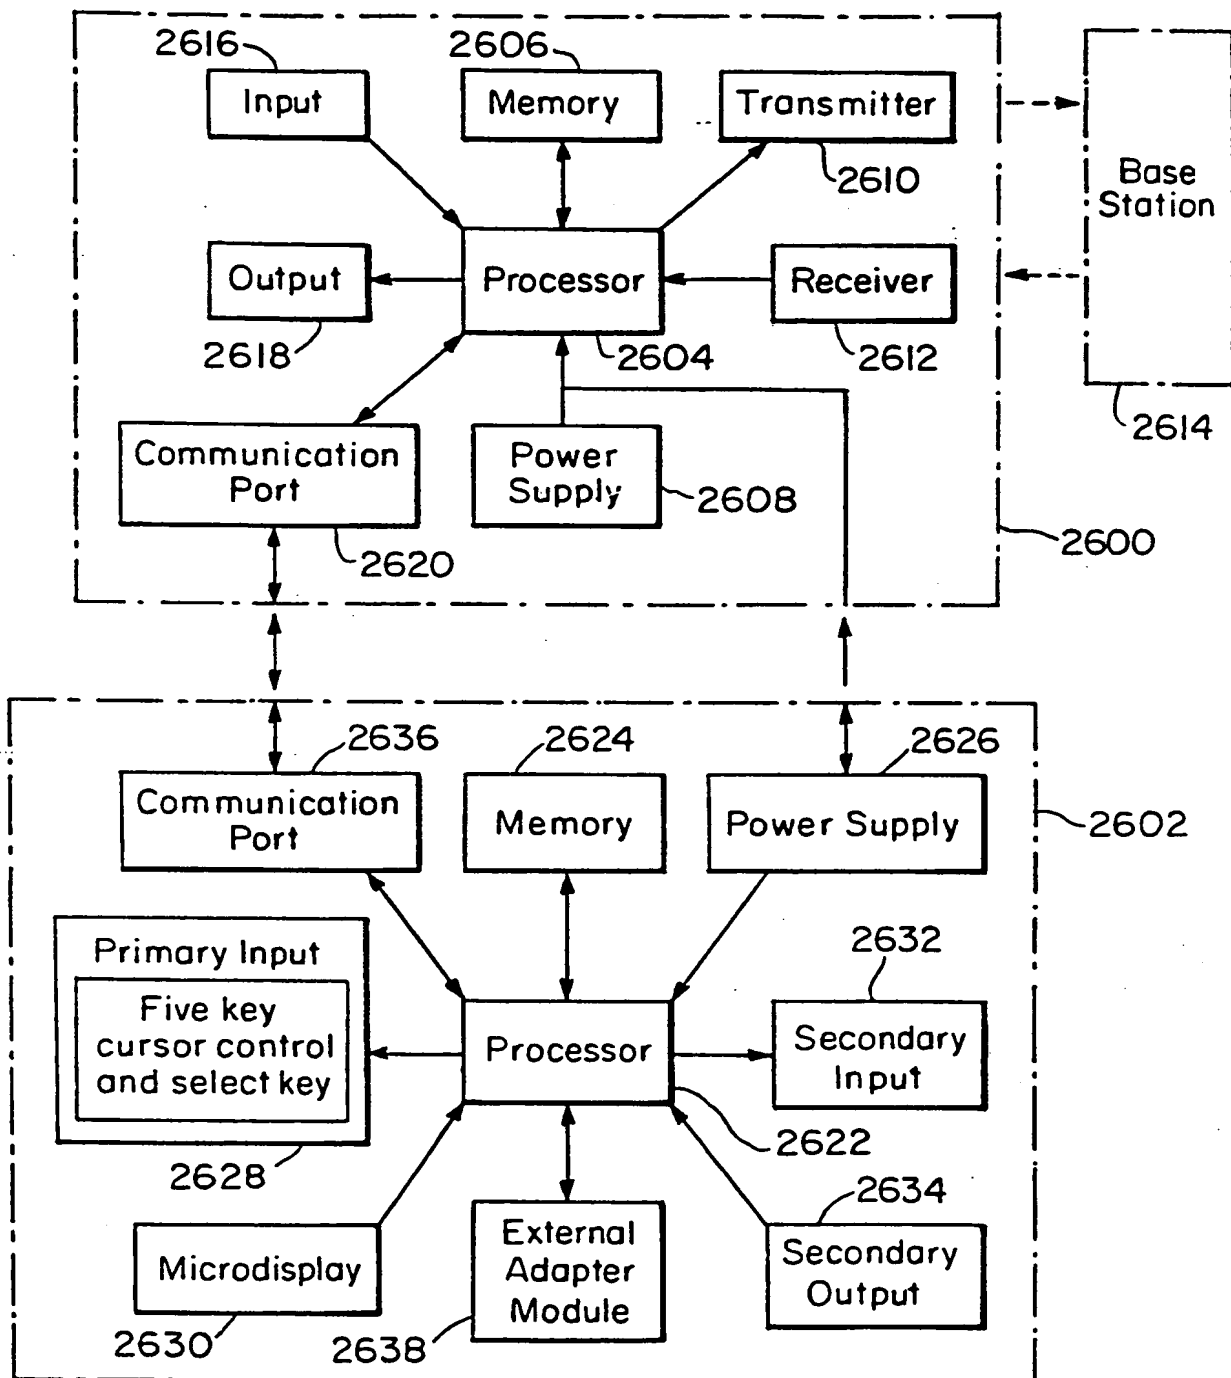 2616
2606
Input
Memory
Transmitter
2610
Base
Station
Output
Processor
Receiver
2618
2604
2612
2614
Communication
Port
Power
Supply
2608
2620
2600
2636
2624
2626
Communication
Port
Memory
Power Supply
2602
Primary Input
Five key
cursor control
and select key
2632
Processor
Secondary
Input
2628
2622
2634
Microdisplay
External
Adapter
Module
Secondary
Output
2630
2638